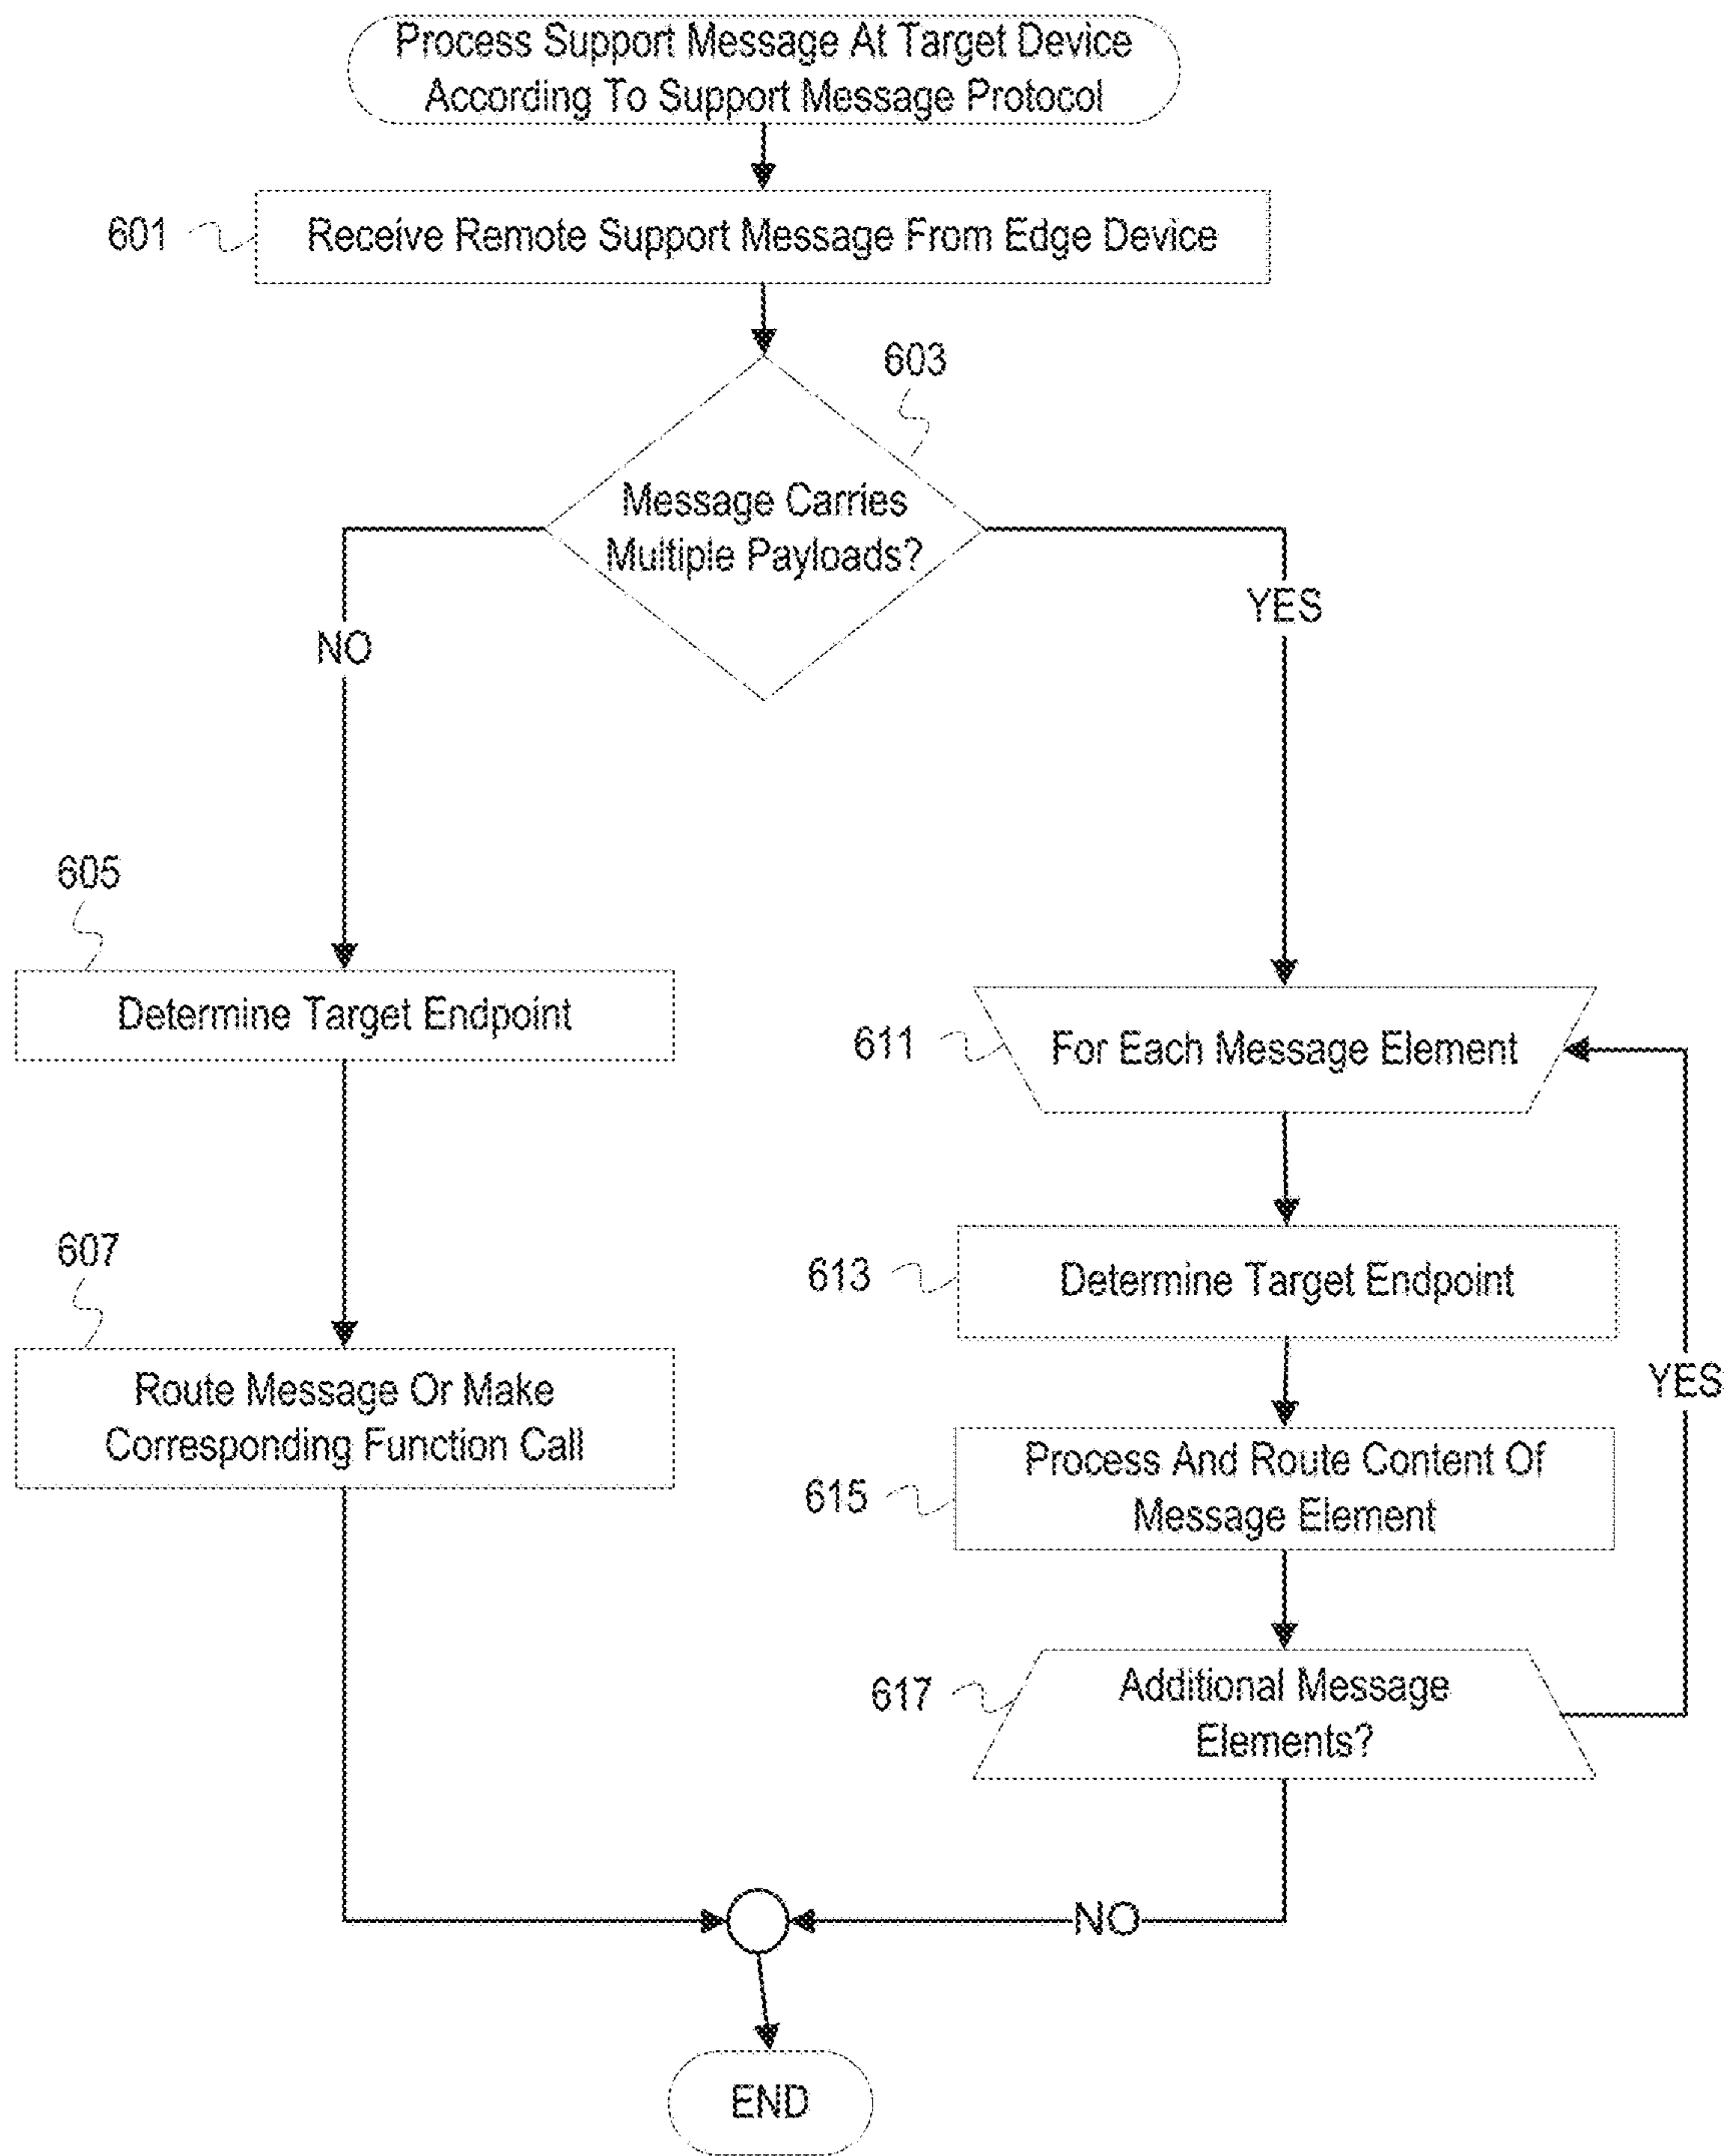 Process Support Message At Target Device
According To Support Message Protocol
601
Receive Remote Support Message From Edge Device
603
Message Carries
Multiple Payloads?
NO
YES
605
Determine Target Endpoint
611
For Each Message Element
607
Route Message Or Make
Corresponding Function Call
613
Determine Target Endpoint
YES
615
Process And Route Content Of
Message Element
617
Additional Message
Elements?
NO
END